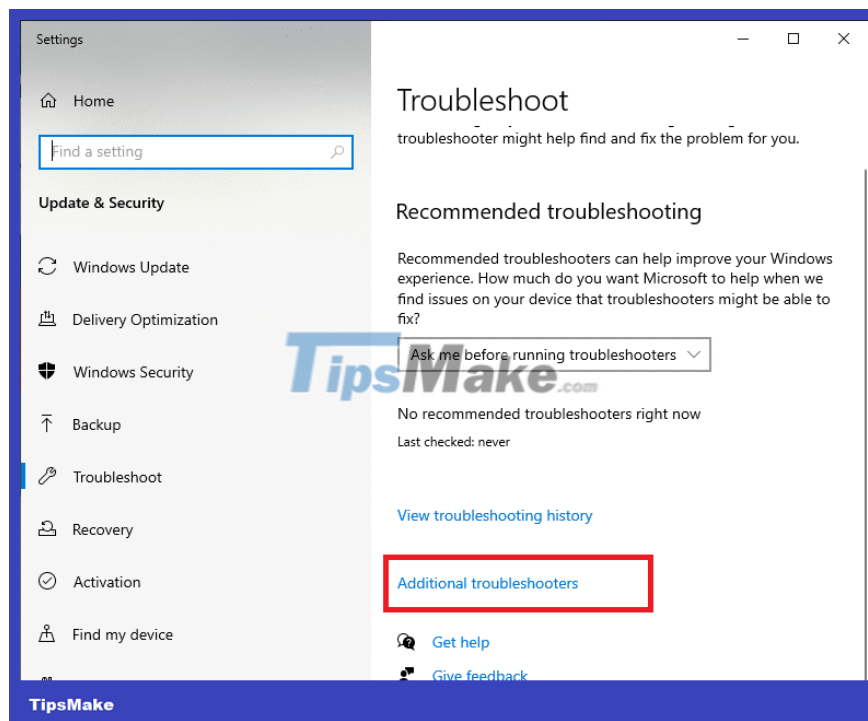 Settings
Home
Find a setting
Update & Security
Windows Update
Delivery Optimization
Windows Security
Backup
Troubleshoot
Recovery
Activation
Find my device
Troubleshoot
troubleshooter might help find and fix the problem for you.
Recommended troubleshooting
Recommended troubleshooters can help improve your Windows
experience. How much do you want Microsoft to help when we
find issues on your device that troubleshooters might be able to
fix?
Ask me before running troubleshooters
TipsMake.com
No recommended troubleshooters right now
Last checked: never
View troubleshooting history
Additional troubleshooters
Get help
Give feedback
TipsMake